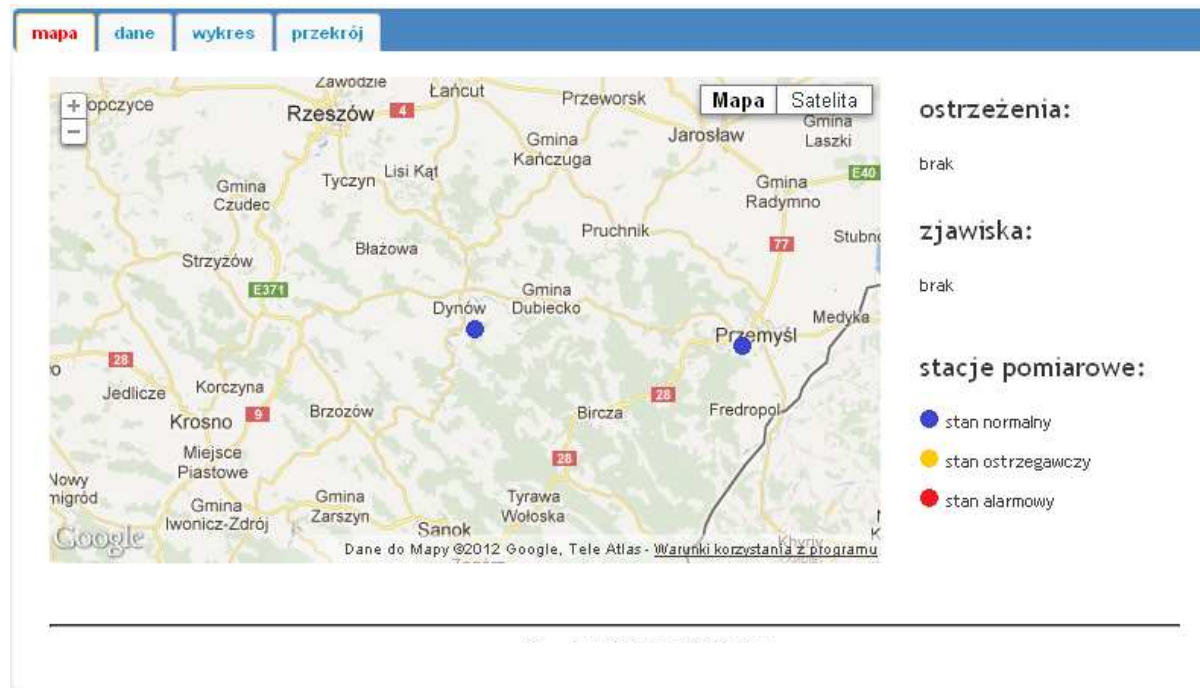 mapa dane wykres przekrój
Zawodzie
Łańcut
opczyce
Przeworsk
Mapa Satelita
Rzeszów
4
Gmina
Laszki
Jarosław
Gmina
Kańczuga
Lisi Kąt
Tyczyn
E40
Gmina
Czudec
Gmina
Radymno
Pruchnik
77
Błażowa
Strzyżów
E371
Gmina
Dubiecko
Dynów
Medyka
Przemyśl
28
Jedlicze
Korczyna
28
Krosno
9
Brzozów
Bircza
Fredropol
Miejsce
Piastowe
28
Nowy
migród
Gmina
Iwonicz-Zdrój
Gmina
Zarszyn
Tyrawa
Wołoska
Sanok
Google
Khyriv
Dane do Mapy ©2012 Google, Tele Atlas - Warunki korzystania z programu
ostrzeżenia:
brak
zjawiska:
brak
stacje pomiarowe:
stan normalny
stan ostrzegawczy
stan alarmowy